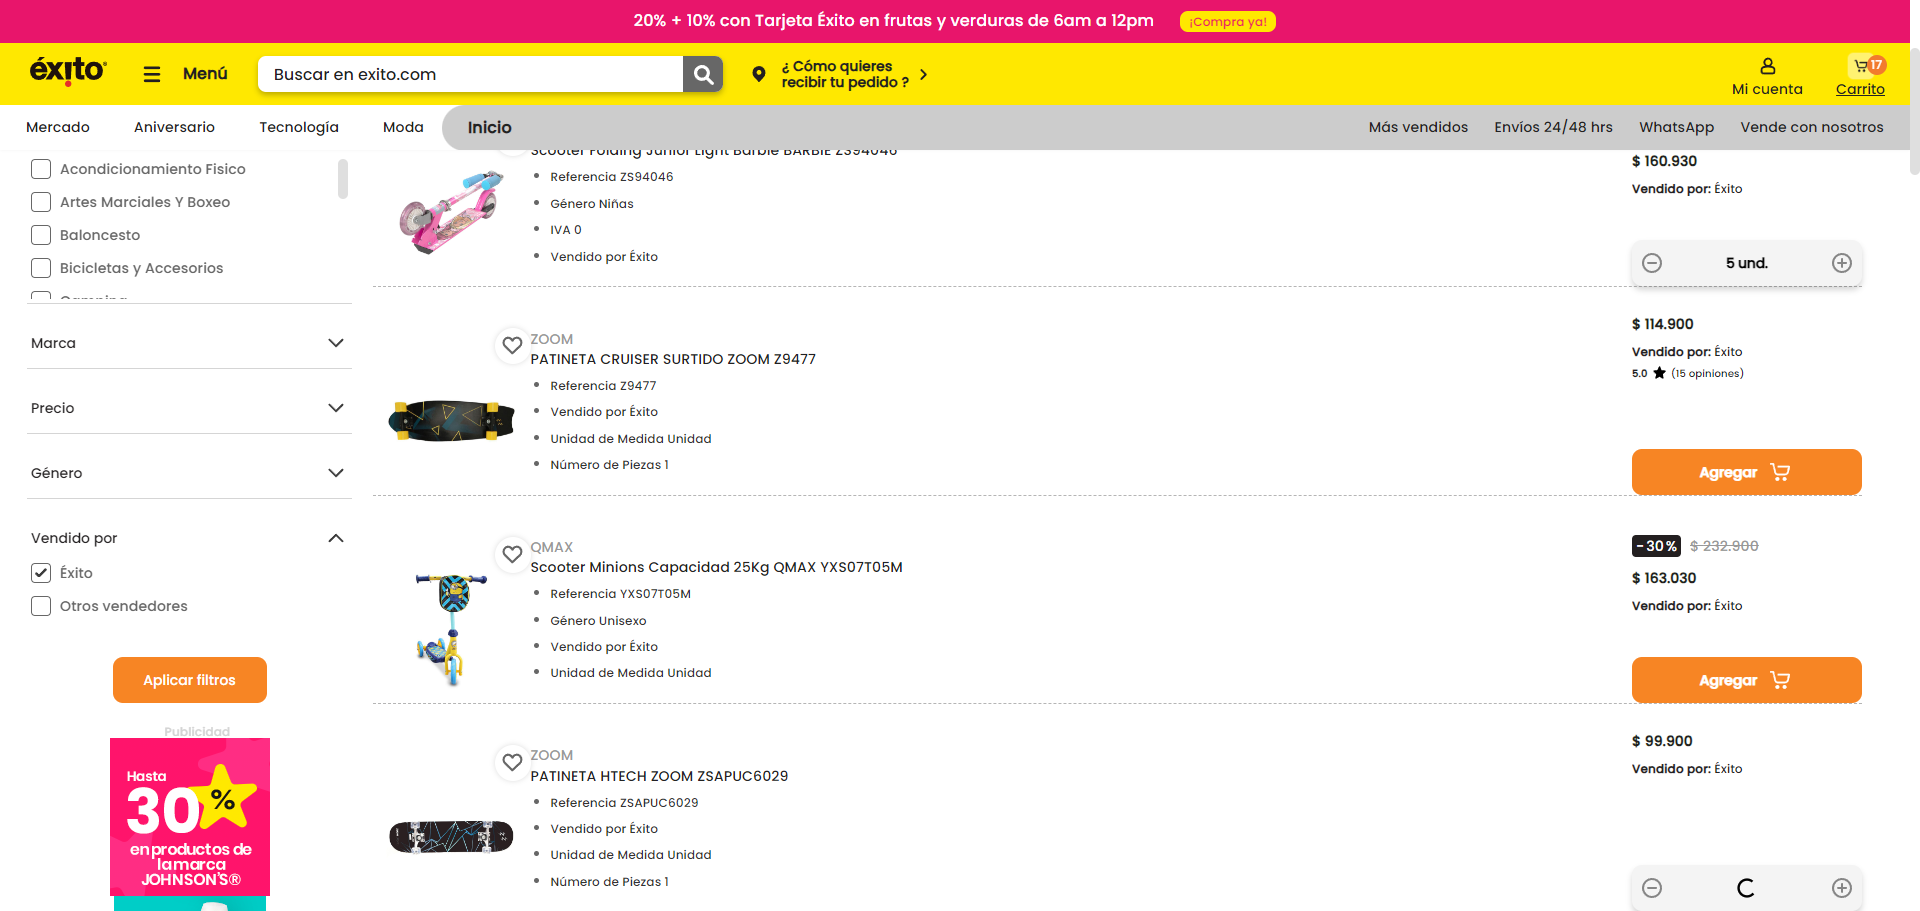 20% + 10% con Tarjeta Éxito en frutas y verduras de 6am a 12pm
¡Compra ya!
éxito
Menú
Buscar en exito.com
¿ Cómo quieres
recibir tu pedido ?
Mi cuenta
17
Carrito
Mercado
Aniversario
Tecnología
Moda
Inicio
Más vendidos
Envíos 24/48 hrs
WhatsApp
Vende con nosotros
Acondicionamiento Fisico
Artes Marciales Y Boxeo
Baloncesto
Bicicletas y Accesorios
Marca
Precio
Género
Vendido por
Éxito
Otros vendedores
Aplicar filtros
Publicidad
Hasta
30%
en productos de
la marca
JOHNSON'S®
Scooter Folding Junior Light Barbie BARBIE ZS94046
Referencia ZS94046
Género Niñas
IVA 0
Vendido por Éxito
$ 160.930
Vendido por: Éxito
5 und.
ZOOM
PATINETA CRUISER SURTIDO ZOOM Z9477
Referencia Z9477
Vendido por Éxito
Unidad de Medida Unidad
Número de Piezas 1
$ 114.900
Vendido por: Éxito
5.0 ★ (15 opiniones)
Agregar
QMAX
Scooter Minions Capacidad 25Kg QMAX YXS07T05M
Referencia YXS07T05M
Género Unisexo
Vendido por Éxito
Unidad de Medida Unidad
-30% $ 232.900
$ 163.030
Vendido por: Éxito
Agregar
ZOOM
PATINETA HTECH ZOOM ZSAPUC6029
Referencia ZSAPUC6029
Vendido por Éxito
Unidad de Medida Unidad
Número de Piezas 1
$ 99.900
Vendido por: Éxito